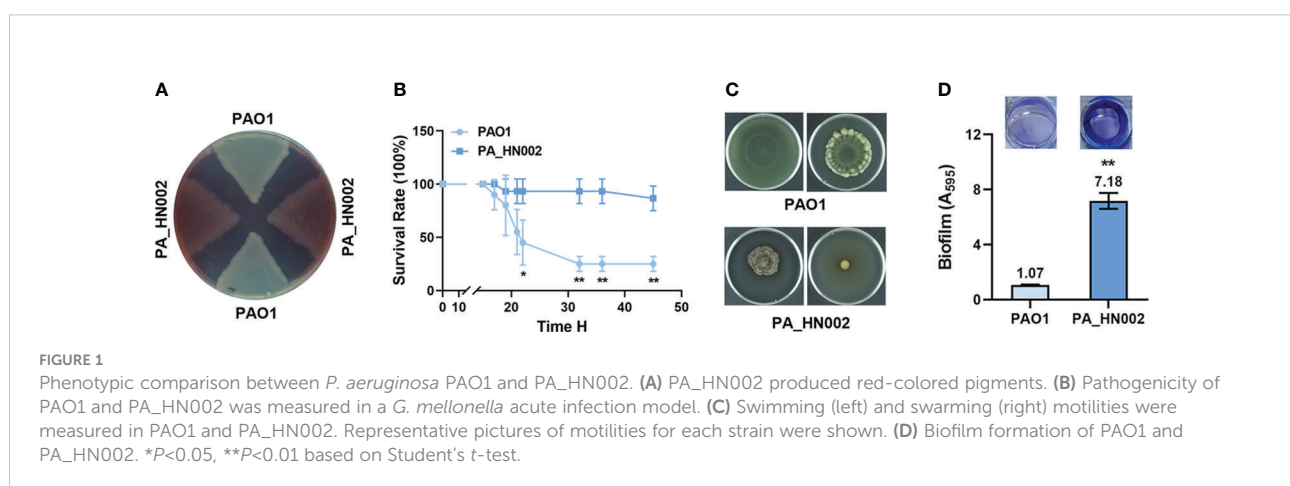 A
PAO1
PA_HN002
PA_HN002
PAO1
B
PAO1
PA_HN002
Survival Rate (100%)
150
100
50
0
0 10 20 30 40 50
Time H
*
**
**
**
C
PAO1
PA_HN002
D
Biofilm (A595)
12
8
4
0
**
7.18
1.07
PAO1 PA_HN002
FIGURE 1
Phenotypic comparison between P. aeruginosa PAO1 and PA_HN002. (A) PA_HN002 produced red-colored pigments. (B) Pathogenicity of
PAO1 and PA_HN002 was measured in a G. mellonella acute infection model. (C) Swimming (left) and swarming (right) motilities were
measured in PAO1 and PA_HN002. Representative pictures of motilities for each strain were shown. (D) Biofilm formation of PAO1 and
PA_HN002. *P<0.05, **P<0.01 based on Student's t-test.